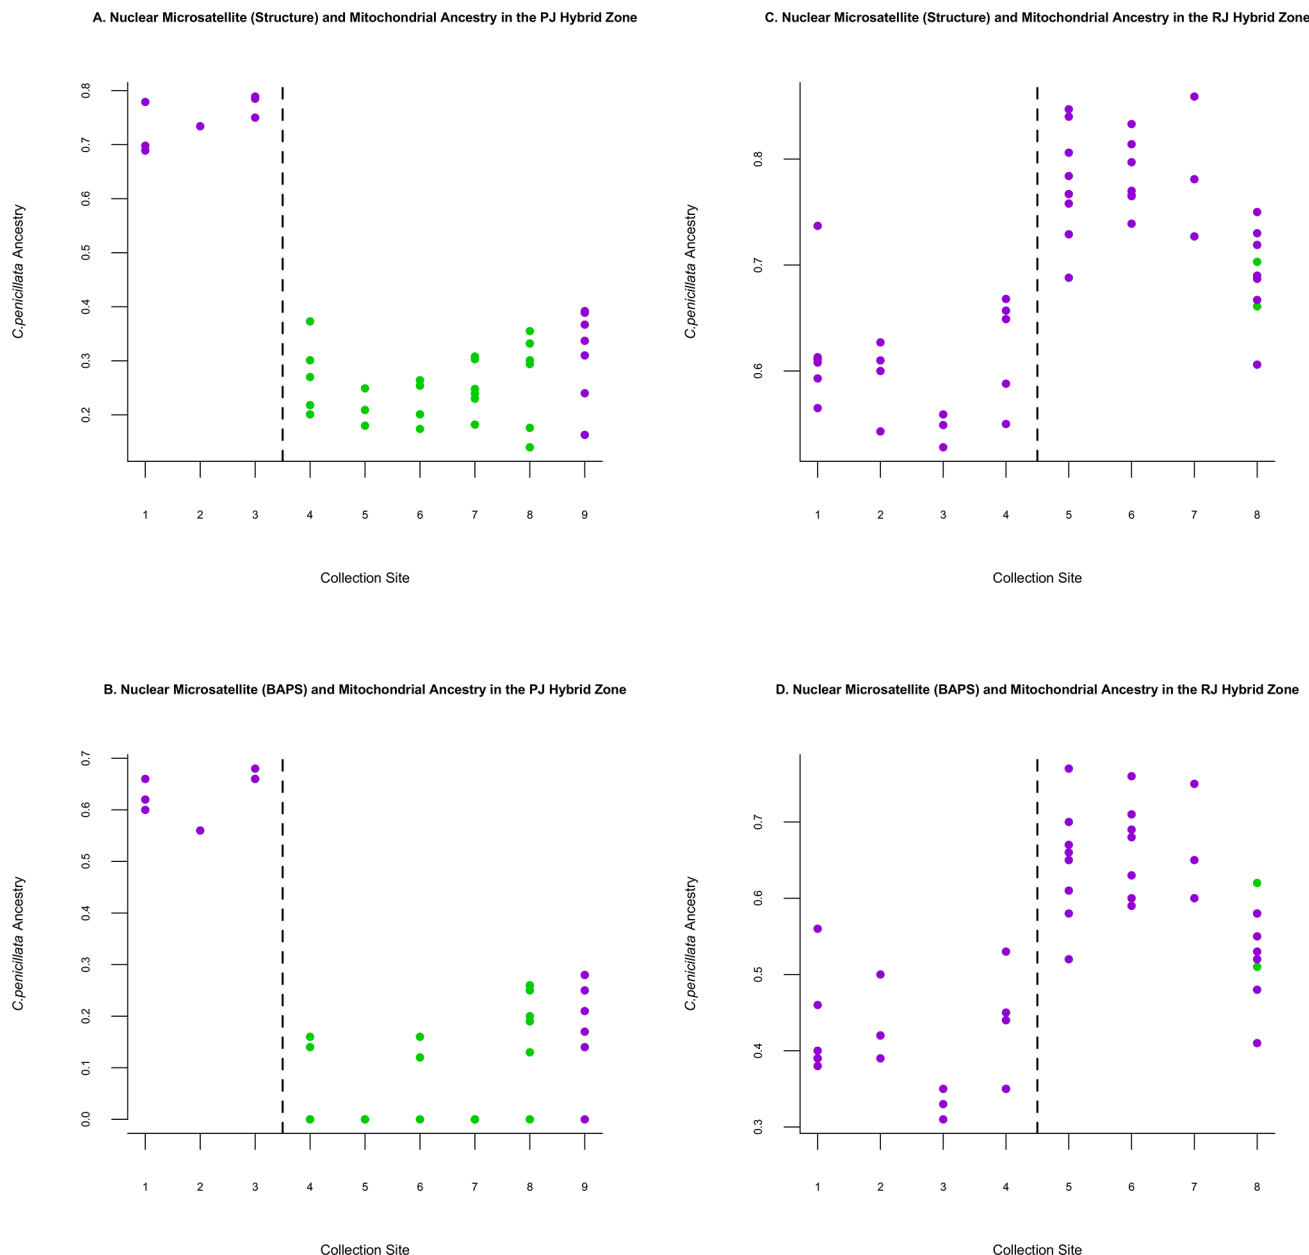 A. Nuclear Microsatellite (Structure) and Mitochondrial Ancestry in the PJ Hybrid Zone
C.penicillata Ancestry
0.8
0.7
0.6
0.5
0.4
0.3
0.2
1 2 3 4 5 6 7 8 9
Collection Site
C. Nuclear Microsatellite (Structure) and Mitochondrial Ancestry in the RJ Hybrid Zone
C.penicillata Ancestry
0.8
0.7
0.6
1 2 3 4 5 6 7 8
Collection Site
B. Nuclear Microsatellite (BAPS) and Mitochondrial Ancestry in the PJ Hybrid Zone
C.penicillata Ancestry
0.7
0.6
0.5
0.4
0.3
0.2
0.1
0.0
1 2 3 4 5 6 7 8 9
Collection Site
D. Nuclear Microsatellite (BAPS) and Mitochondrial Ancestry in the RJ Hybrid Zone
C.penicillata Ancestry
0.7
0.6
0.5
0.4
0.3
1 2 3 4 5 6 7 8
Collection Site